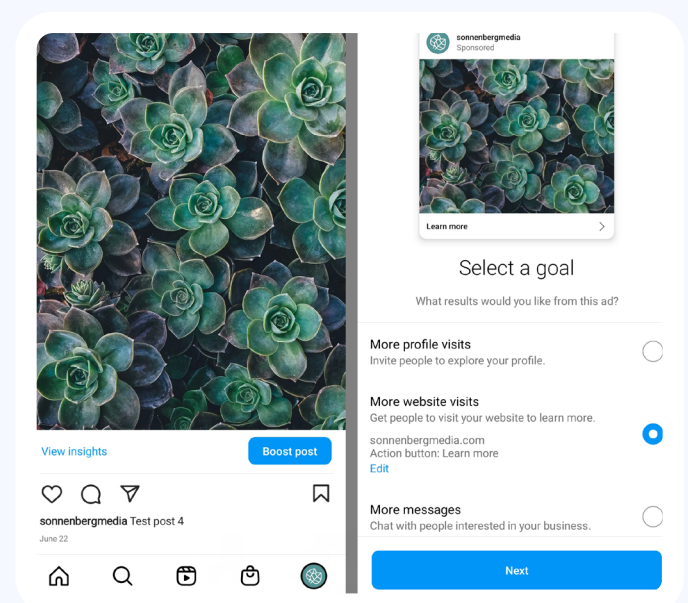 View insights
Boost post
sonnenbergmedia Test post 4
June 22
sonnenbergmedia
Sponsored
Learn more
Select a goal
What results would you like from this ad?
More profile visits
Invite people to explore your profile.
More website visits
Get people to visit your website to learn more.
sonnenbergmedia.com
Action button: Learn more
Edit
More messages
Chat with people interested in your business.
Next